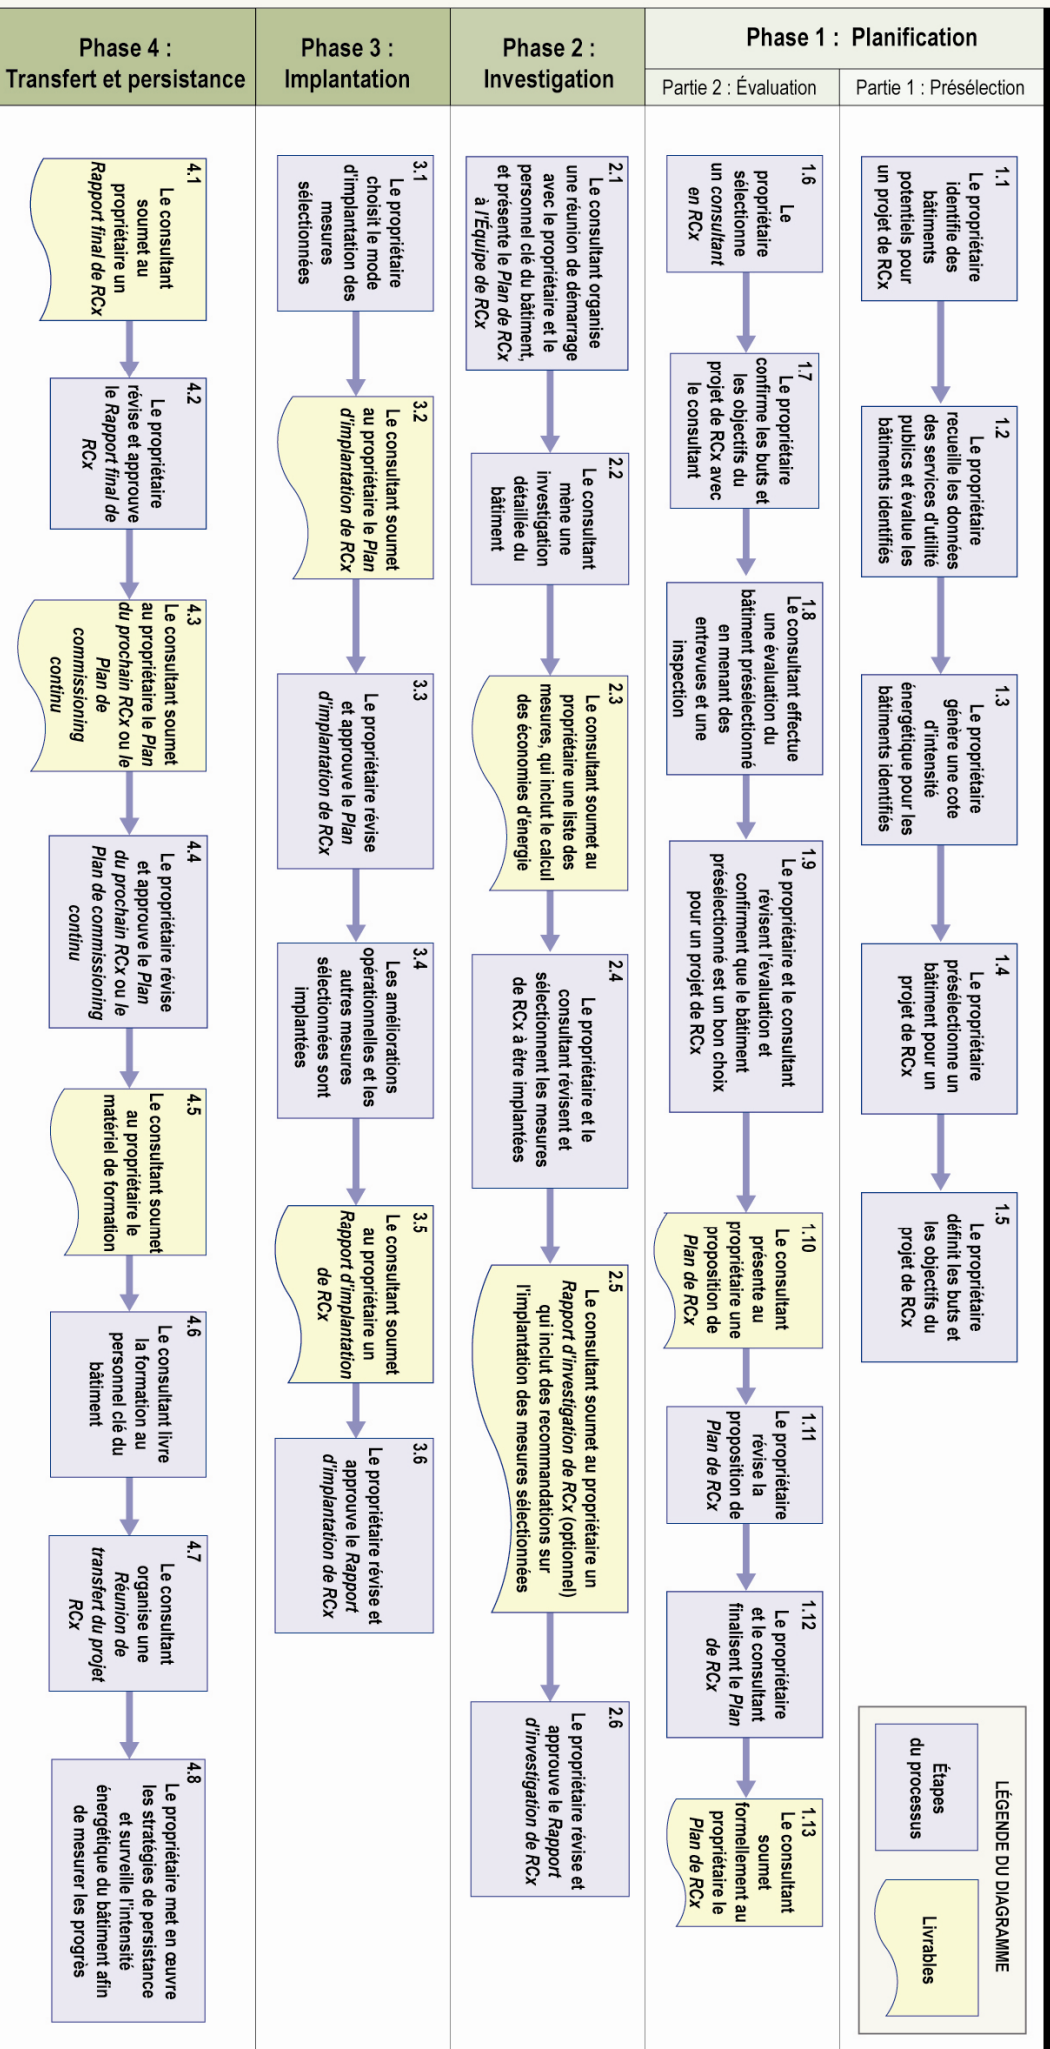 Phase 1 :  Planification
Partie 1 : Présélection
1.1
Le propriétaire
identifie des
bâtiments
potentiels pour
un projet de RCx
1.2
Le propriétaire
recueille les données
des services d'utilité
publics et évalue les
bâtiments identifiés
1.3
Le propriétaire
génère une cote
d'intensité
énergétique pour les
bâtiments identifiés
1.4
Le propriétaire
présélectionne un
bâtiment pour un
projet de RCx
1.5
Le propriétaire
définit les buts et
les objectifs du
projet de RCx
Partie 2 : Évaluation
1.6
Le
propriétaire
sélectionne
un consultant
en RCx
1.7
Le propriétaire
confirme les buts et
les objectifs du
projet de RCx avec
le consultant
1.8
Le consultant effectue
une évaluation du
bâtiment présélectionné
en menant des
entrevues et une
inspection
1.9
Le propriétaire et le consultant
révisent l'évaluation et
confirment que le bâtiment
présélectionné est un bon choix
pour un projet de RCx
1.10
Le consultant
présente au
propriétaire une
proposition de
Plan de RCx
1.11
Le propriétaire
révise la
proposition de
Plan de RCx
1.12
Le propriétaire
et le consultant
finalisent le Plan
de RCx
1.13
Le consultant
soumet
formellement au
propriétaire le
Plan de RCx
Phase 2 :
Investigation
2.1
Le consultant organise
une réunion de démarrage
avec le propriétaire et le
personnel clé du bâtiment,
et présente le Plan de RCx
à l'Équipe de RCx
2.2
Le consultant
mène une
investigation
détaillée du
bâtiment
2.3
Le consultant soumet au
propriétaire une liste des
mesures, qui inclut le calcul
des économies d'énergie
2.4
Le propriétaire et le
consultant révisent et
sélectionnent les mesures
de RCx à être implantées
2.5
Le consultant soumet au propriétaire un
Rapport d'investigation de RCx (optionnel)
qui inclut des recommandations sur
l'implantation des mesures sélectionnées
2.6
Le propriétaire révise et
approuve le Rapport
d'investigation de RCx
Phase 3 :
Implantation
3.1
Le propriétaire
choisit le mode
d'implantation des
mesures
sélectionnées
3.2
Le consultant soumet
au propriétaire le Plan
d'implantation de RCx
3.3
Le propriétaire révise
et approuve le Plan
d'implantation de RCx
3.4
Les améliorations
opérationnelles et les
autres mesures
sélectionnées sont
implantées
3.5
Le consultant soumet
au propriétaire un
Rapport d'implantation
de RCx
3.6
Le propriétaire révise et
approuve le Rapport
d'implantation de RCx
Phase 4 :
Transfert et persistance
4.1
Le consultant
soumet au
propriétaire un
Rapport final de RCx
4.2
Le propriétaire
révise et approuve
le Rapport final de
RCx
4.3
Le consultant soumet
au propriétaire le Plan
du prochain RCx ou le
Plan de
commissioning
continu
4.4
Le propriétaire révise
et approuve le Plan
du prochain RCx ou le
Plan de commissioning
continu
4.5
Le consultant soumet
au propriétaire le
matériel de formation
4.6
Le consultant livre
la formation au
personnel clé du
bâtiment
4.7
Le consultant
organise une
Réunion de
transfert du projet
RCx
4.8
Le propriétaire met en œuvre
les stratégies de persistance
et surveille l'intensité
énergétique du bâtiment afin
de mesurer les progrès
LÉGENDE DU DIAGRAMME
Étapes
du processus
Livrables